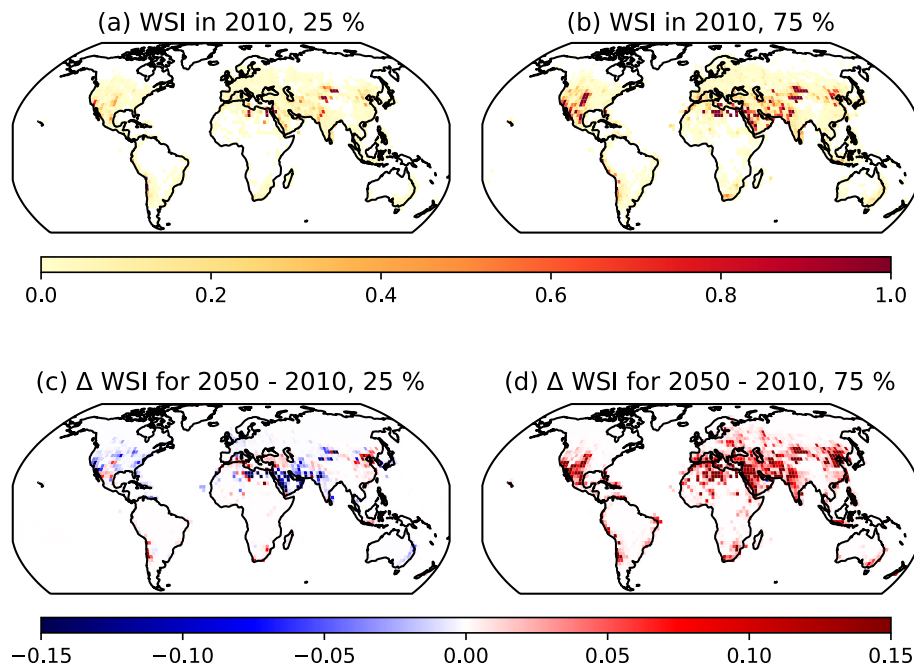 (a) WSI in 2010, 25 %
(b) WSI in 2010, 75 %
0.0 0.2 0.4 0.6 0.8 1.0
(c) Δ WSI for 2050 - 2010, 25 %
(d) Δ WSI for 2050 - 2010, 75 %
−0.15 −0.10 −0.05 0.00 0.05 0.10 0.15